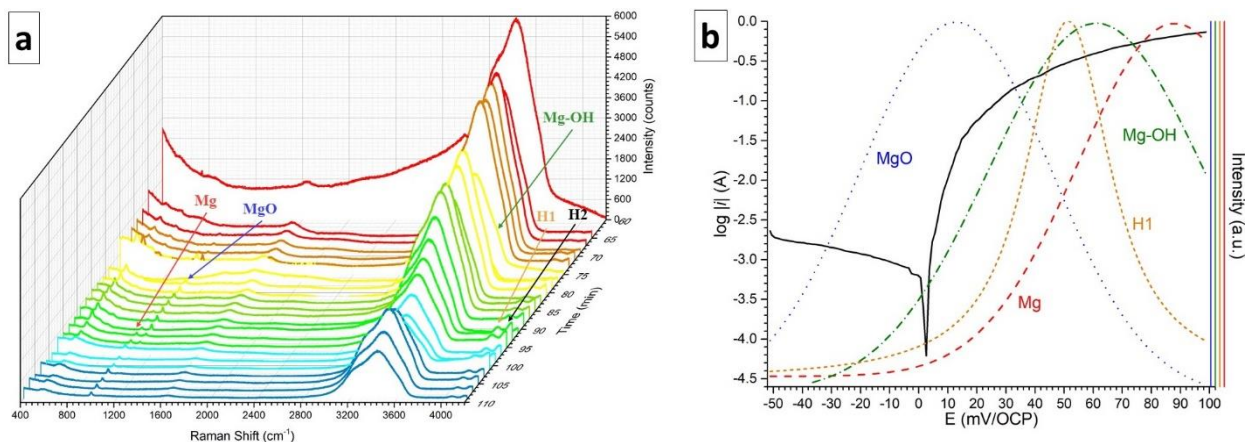 a
6000
5400
4800
4200
3600
3000
2400
1800
1200
600
0
Intensity (counts)
Mg-OH
Mg
MgO
H1
H2
60
65
70
75
80
85
90
95
100
105
110
Time (min)
400
800
1200
1600
2000
2400
2800
3200
3600
4000
Raman Shift (cm⁻¹)
b
0.0
-0.5
-1.0
-1.5
-2.0
-2.5
-3.0
-3.5
-4.0
-4.5
log |i| (A)
MgO
Mg-OH
H1
Mg
Intensity (a.u.)
-50 -40 -30 -20 -10 0 10 20 30 40 50 60 70 80 90 100
E (mV/OCP)